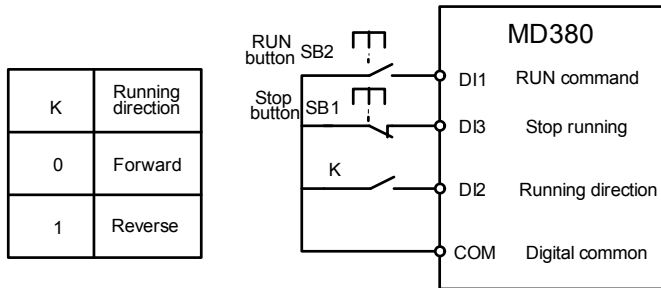 K
Running
direction
0
Forward
1
Reverse
MD380
RUN
button SB2
DI1 RUN command
Stop
button SB1
DI3 Stop running
K
DI2 Running direction
COM Digital common